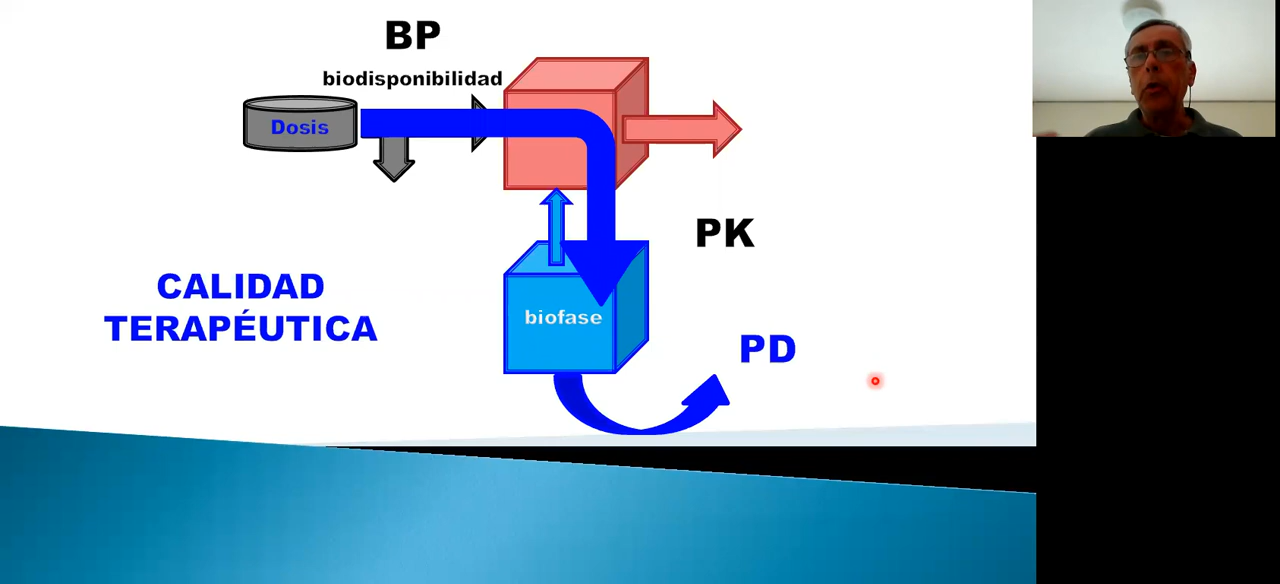 BP
biodisponibilidad
Dosis
PK
CALIDAD
TERAPÉUTICA
biofase
PD